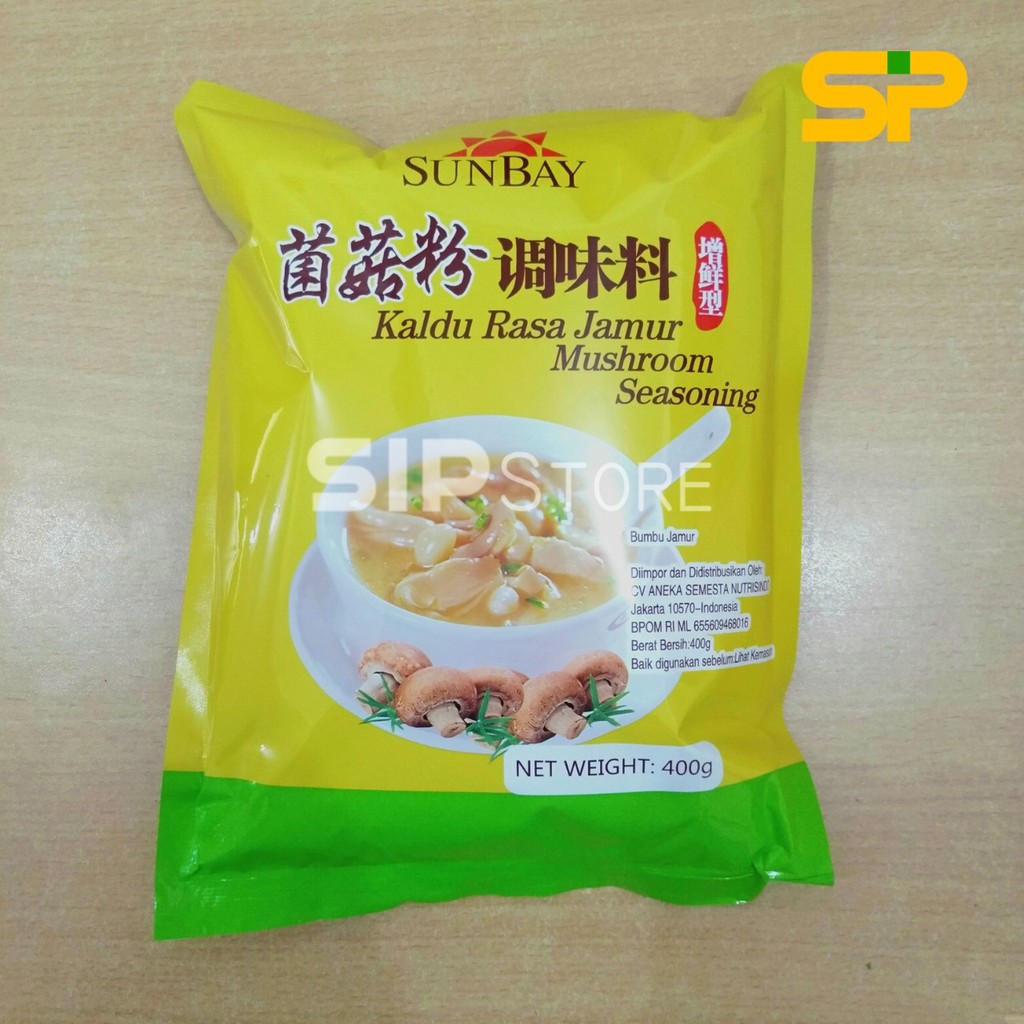 SiP
SUNBAY
菌菇粉调味料
增鲜型
Kaldu Rasa Jamur
Mushroom
Seasoning
SIP STORE
Bumbu Jamur
Diimpor dan Didistribusikan Oleh:
CV ANEKA SEMESTA NUTRISINDO
Jakarta 10570-Indonesia
BPOM RI ML 655609468016
Berat Bersih:400g
Baik digunakan sebelum:Lihat Kemasan
NET WEIGHT: 400g